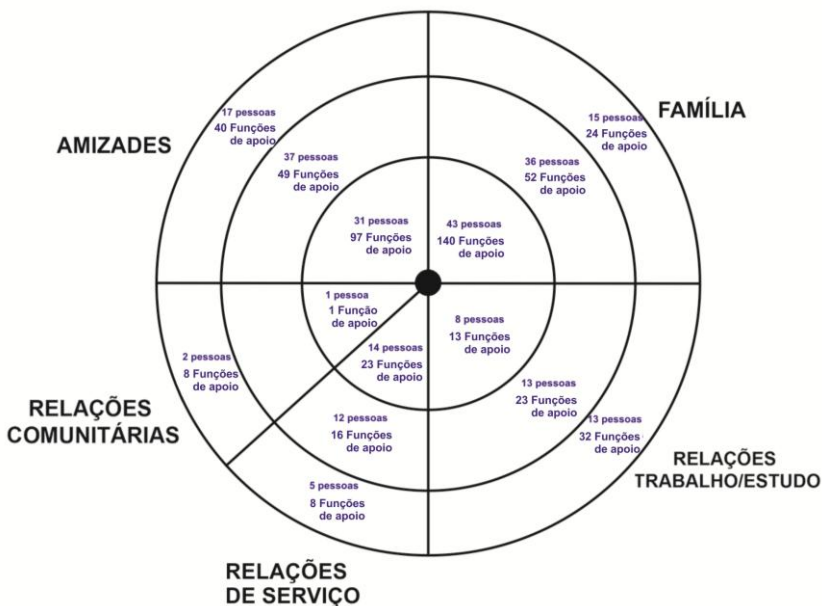 AMIZADES
17 pessoas
40 Funções
de apoio
37 pessoas
49 Funções
de apoio
31 pessoas
97 Funções
de apoio
FAMÍLIA
15 pessoas
24 Funções
de apoio
36 pessoas
52 Funções
de apoio
43 pessoas
140 Funções
de apoio
1 pessoa
1 Função
de apoio
2 pessoas
8 Funções
de apoio
RELAÇÕES
COMUNITÁRIAS
14 pessoas
23 Funções
de apoio
12 pessoas
16 Funções
de apoio
5 pessoas
8 Funções
de apoio
RELAÇÕES
DE SERVIÇO
8 pessoas
13 Funções
de apoio
13 pessoas
23 Funções
de apoio
13 pessoas
32 Funções
de apoio
RELAÇÕES
TRABALHO/ESTUDO